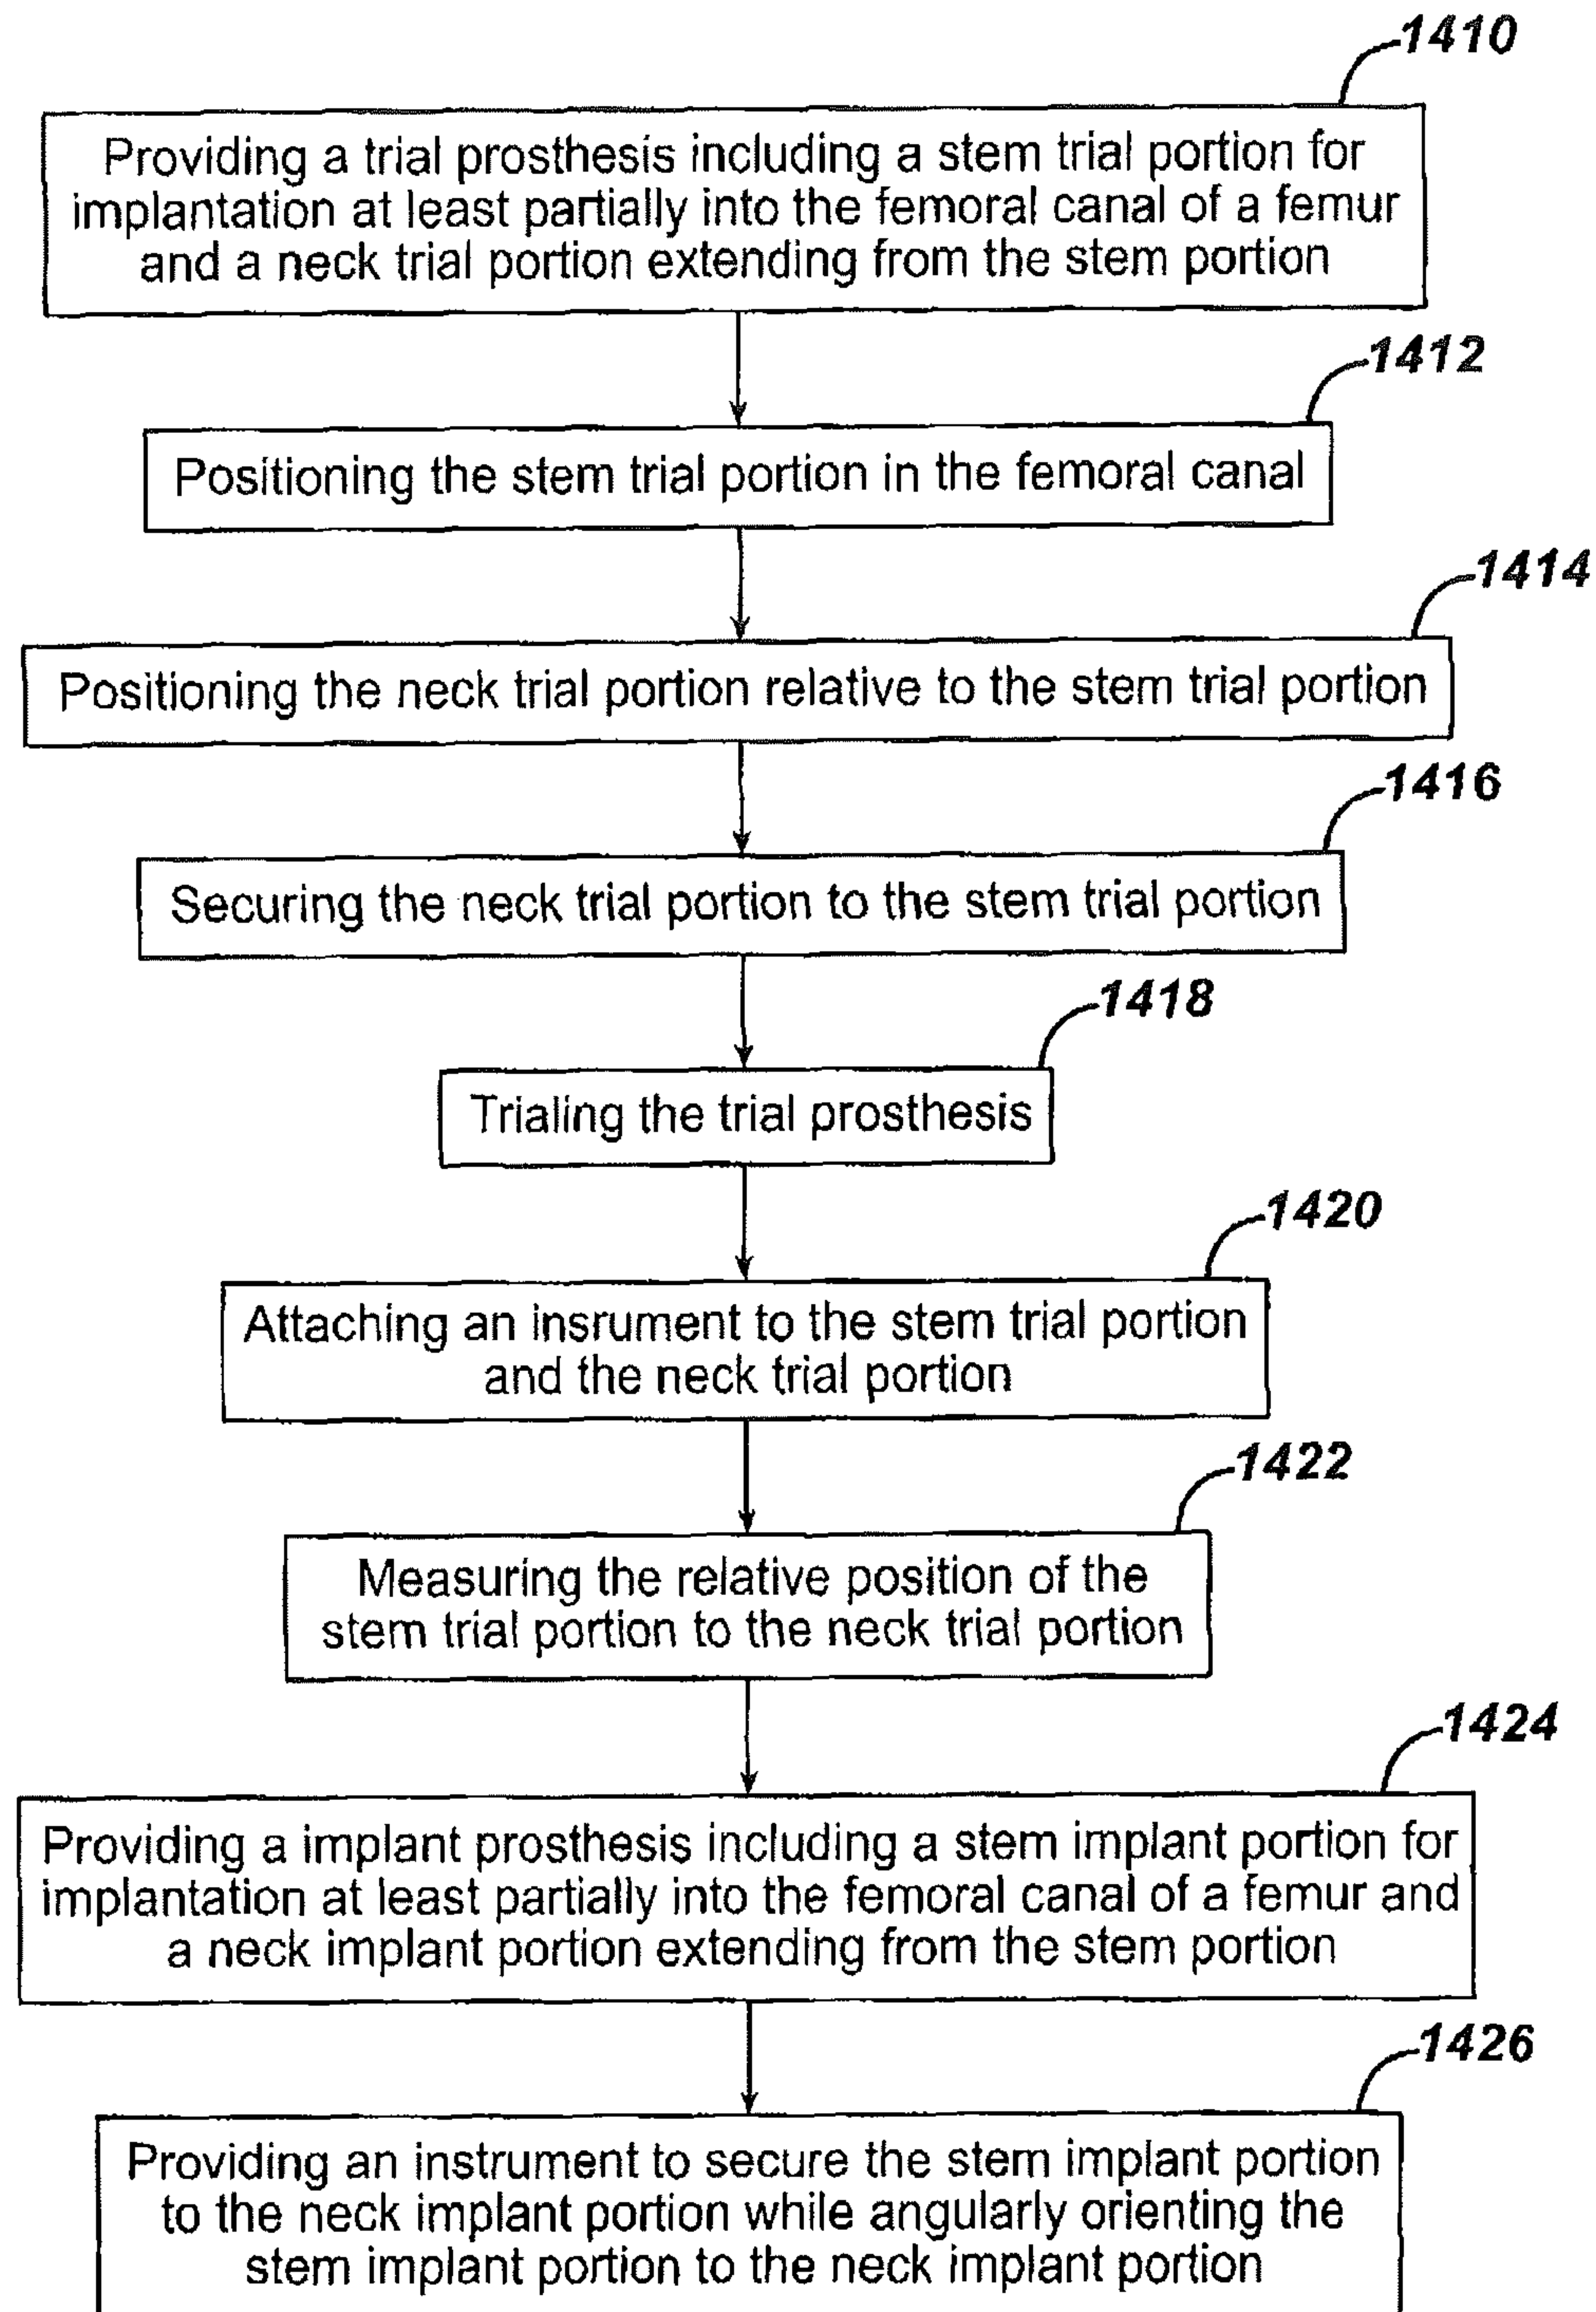 1410
Providing a trial prosthesis including a stem trial portion for
implantation at least partially into the femoral canal of a femur
and a neck trial portion extending from the stem portion
1412
Positioning the stem trial portion in the femoral canal
1414
Positioning the neck trial portion relative to the stem trial portion
1416
Securing the neck trial portion to the stem trial portion
1418
Trialing the trial prosthesis
1420
Attaching an insrument to the stem trial portion
and the neck trial portion
1422
Measuring the relative position of the
stem trial portion to the neck trial portion
1424
Providing a implant prosthesis including a stem implant portion for
implantation at least partially into the femoral canal of a femur and
a neck implant portion extending from the stem portion
1426
Providing an instrument to secure the stem implant portion
to the neck implant portion while angularly orienting the
stem implant portion to the neck implant portion